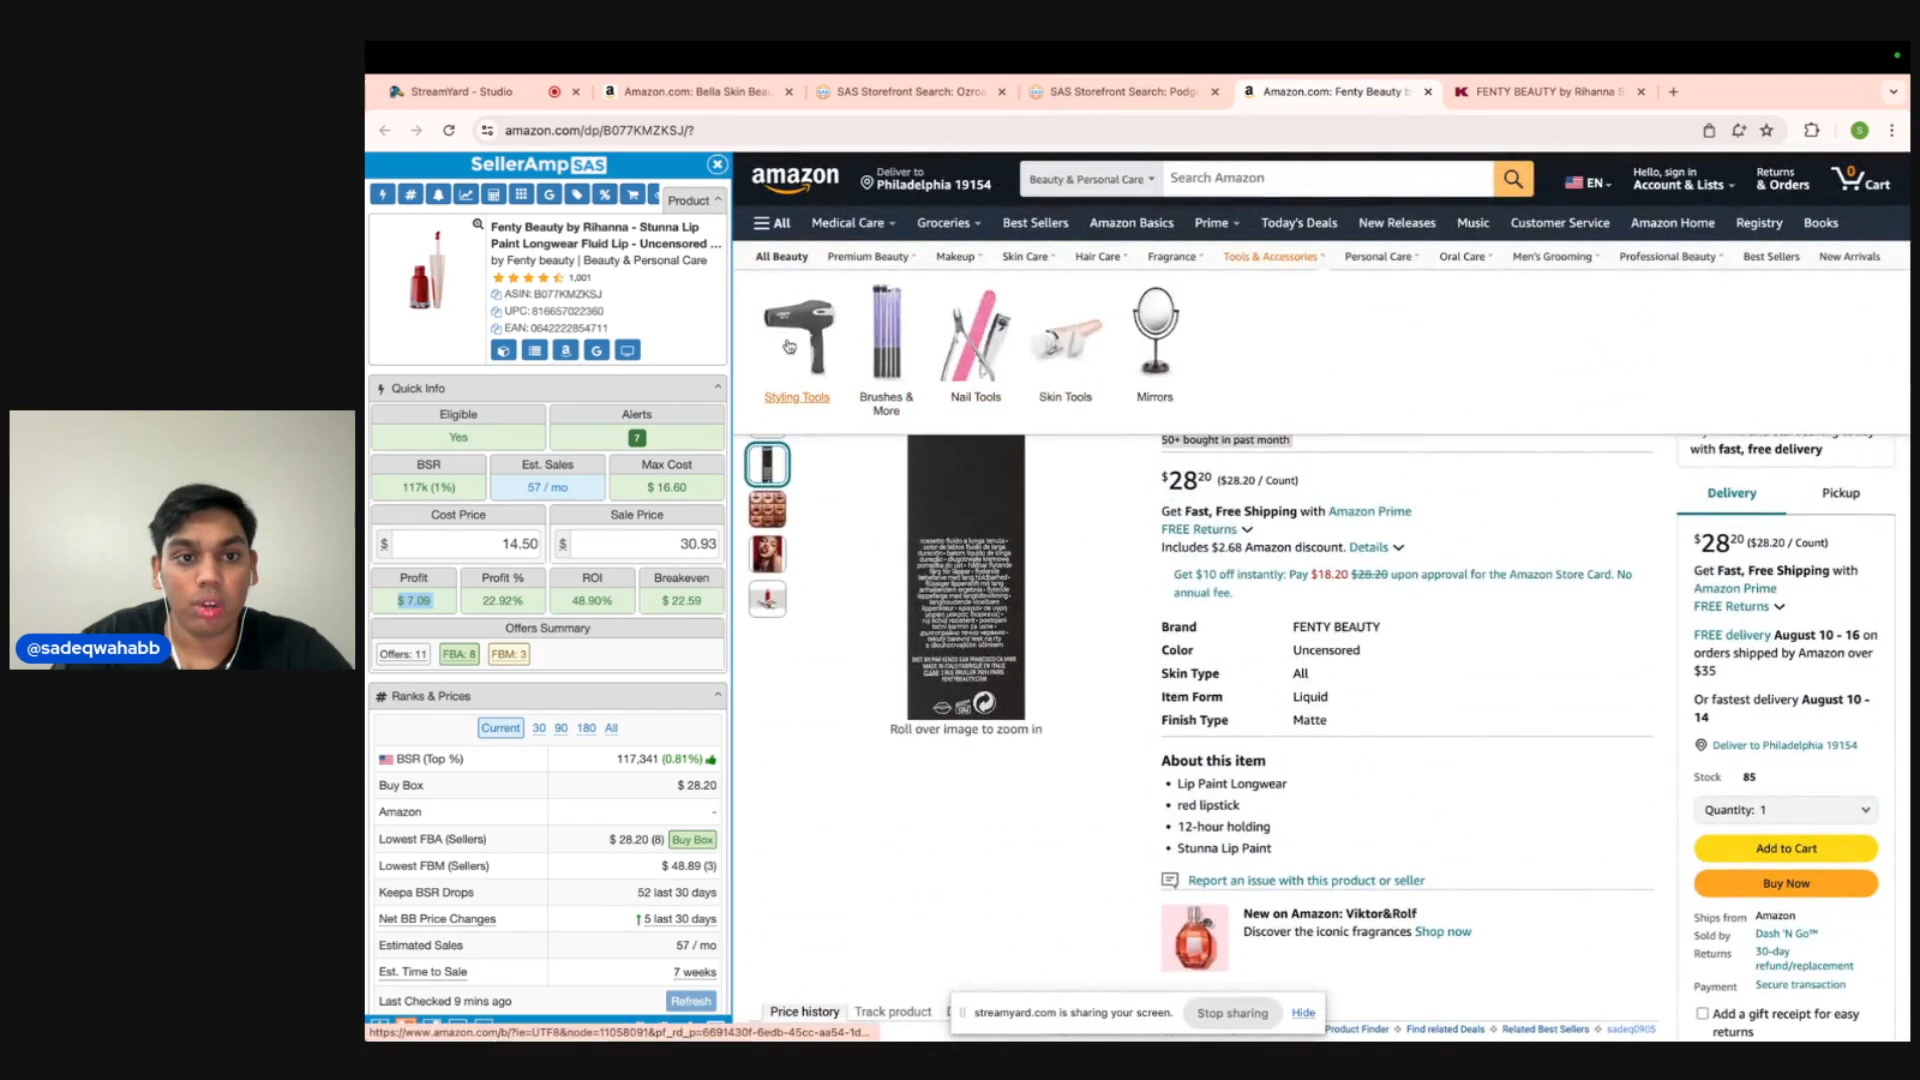 StreamYard - Studio
Amazon.com: Bella Skin Beau
SAS Storefront Search: Ozroa
SAS Storefront Search: Podge
Amazon.com: Fenty Beauty b
FENTY BEAUTY by Rihanna S
amazon.com/dp/B077KMZKSJ/?
S
SellerAmp SAS
Product
Fenty Beauty by Rihanna - Stunna Lip
Paint Longwear Fluid Lip - Uncensored ...
by Fenty beauty | Beauty & Personal Care
1,001
ASIN: B077KMZKSJ
UPC: 816657022360
EAN: 0642222854711
Quick Info
Eligible
Alerts
Yes
7
BSR
Est. Sales
Max Cost
117k (1%)
57 / mo
$ 16.60
Cost Price
Sale Price
$ 14.50
$ 30.93
Profit
Profit %
ROI
Breakeven
$ 7.09
22.92%
48.90%
$ 22.59
Offers Summary
Offers: 11
FBA: 8
FBM: 3
# Ranks & Prices
Current 30 90 180 All
BSR (Top %) 117,341 (0.81%)
Buy Box $ 28.20
Amazon -
Lowest FBA (Sellers) $ 28.20 (8) Buy Box
Lowest FBM (Sellers) $ 48.89 (3)
Keepa BSR Drops 52 last 30 days
Net BB Price Changes 5 last 30 days
Estimated Sales 57 / mo
Est. Time to Sale 7 weeks
Last Checked 9 mins ago Refresh
https://www.amazon.com/b/?ie=UTF8&node=11058091&pf_rd_p=6691430f-6edb-45cc-aa54-1d...
@sadeqwahabb
amazon
Deliver to
Philadelphia 19154
Beauty & Personal Care
Search Amazon
EN
Hello, sign in
Account & Lists
Returns
& Orders
0
Cart
All Medical Care Groceries Best Sellers Amazon Basics Prime Today's Deals New Releases Music Customer Service Amazon Home Registry Books
All Beauty Premium Beauty Makeup Skin Care Hair Care Fragrance Tools & Accessories Personal Care Oral Care Men's Grooming Professional Beauty Best Sellers New Arrivals
Styling Tools
Brushes &
More
Nail Tools
Skin Tools
Mirrors
50+ bought in past month
$28 20 ($28.20 / Count)
Get Fast, Free Shipping with Amazon Prime
FREE Returns
Includes $2.68 Amazon discount. Details
Get $10 off instantly: Pay $18.20 $28.20 upon approval for the Amazon Store Card. No
annual fee.
Brand FENTY BEAUTY
Color Uncensored
Skin Type All
Item Form Liquid
Finish Type Matte
Roll over image to zoom in
About this item
• Lip Paint Longwear
• red lipstick
• 12-hour holding
• Stunna Lip Paint
Report an issue with this product or seller
New on Amazon: Viktor&Rolf
Discover the iconic fragrances Shop now
Price history
Track product
streamyard.com is sharing your screen.
Stop sharing
Hide
Product Finder
Find related Deals
Related Best Sellers
sadeq0905
with fast, free delivery
Delivery
Pickup
$28 20 ($28.20 / Count)
Get Fast, Free Shipping with
Amazon Prime
FREE Returns
FREE delivery August 10 - 16 on
orders shipped by Amazon over
$35
Or fastest delivery August 10 -
14
Deliver to Philadelphia 19154
Stock 85
Quantity: 1
Add to Cart
Buy Now
Ships from Amazon
Sold by Dash 'N Go™
Returns 30-day
refund/replacement
Payment Secure transaction
Add a gift receipt for easy
returns